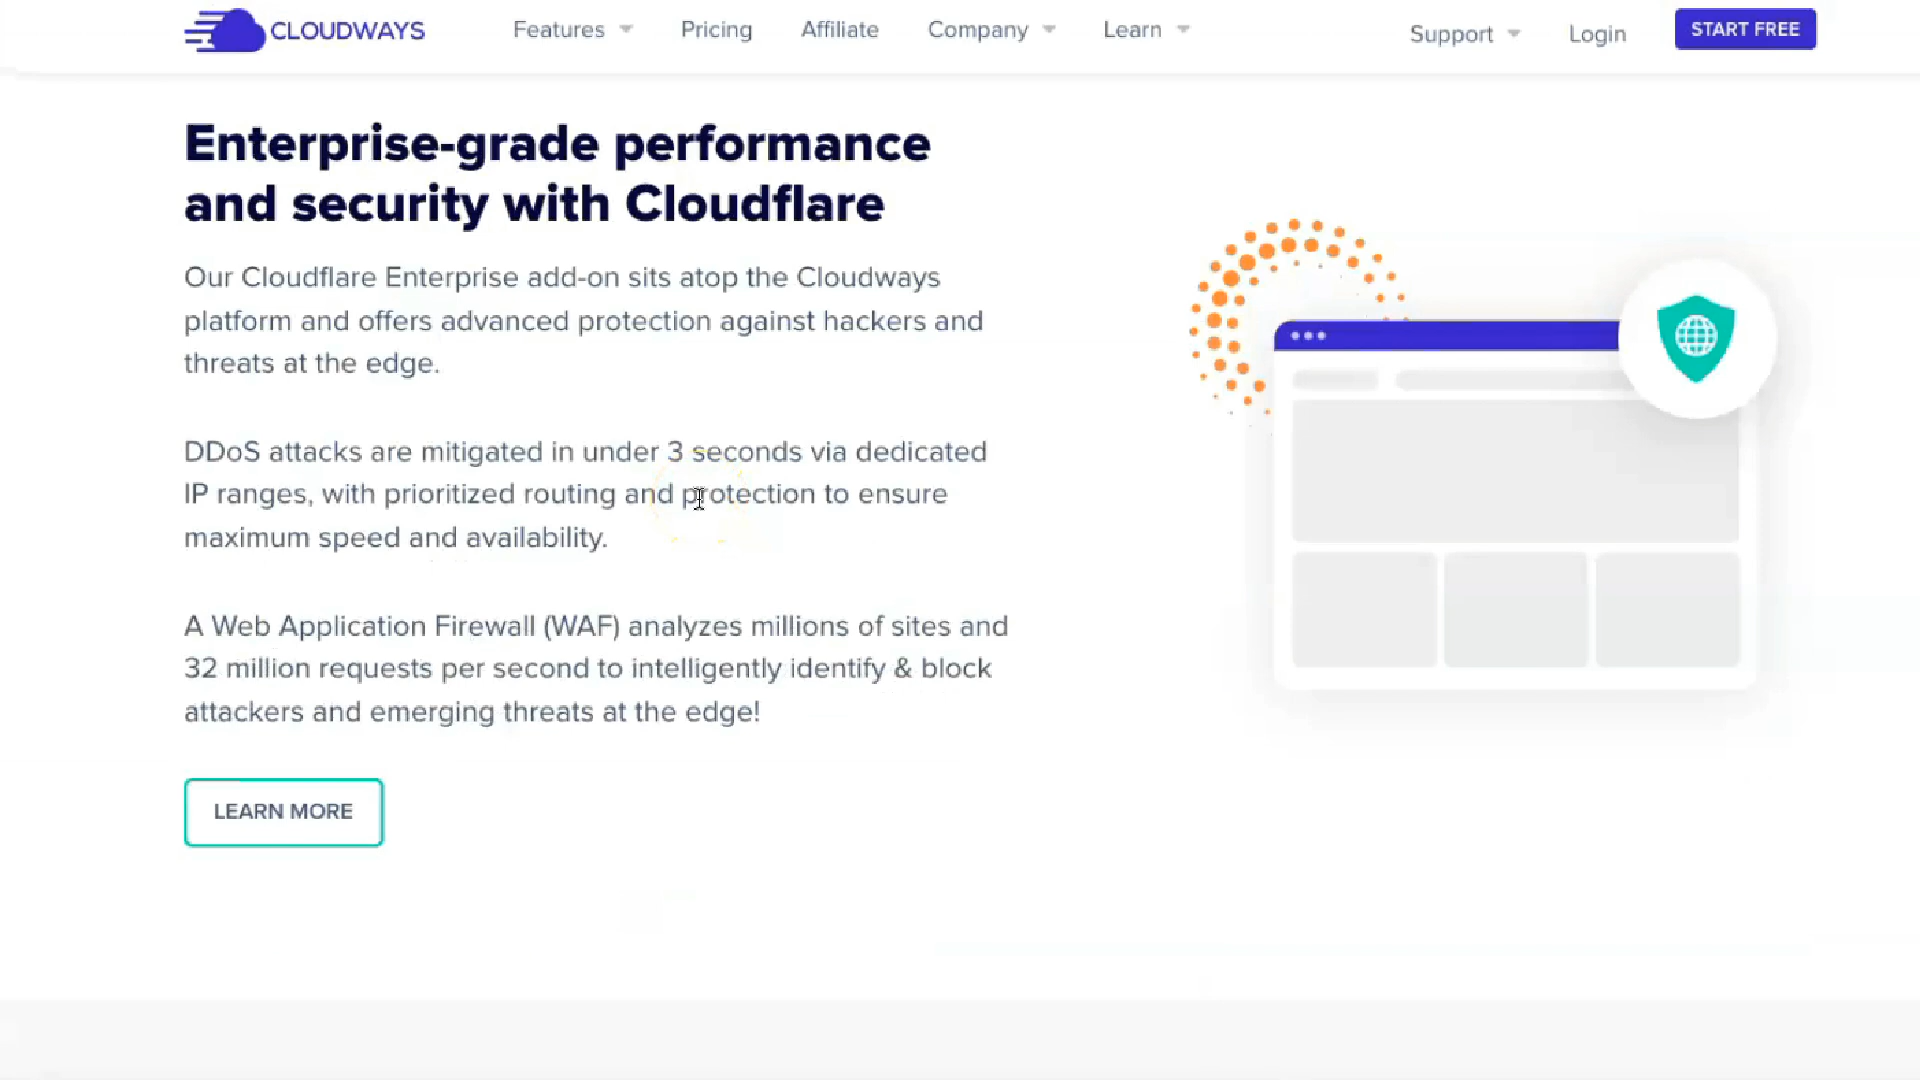 CLOUDWAYS
Features
Pricing
Affiliate
Company
Learn
Support
Login
START FREE
Enterprise-grade performance
and security with Cloudflare
Our Cloudflare Enterprise add-on sits atop the Cloudways
platform and offers advanced protection against hackers and
threats at the edge.
DDoS attacks are mitigated in under 3 seconds via dedicated
IP ranges, with prioritized routing and protection to ensure
maximum speed and availability.
A Web Application Firewall (WAF) analyzes millions of sites and
32 million requests per second to intelligently identify & block
attackers and emerging threats at the edge!
LEARN MORE